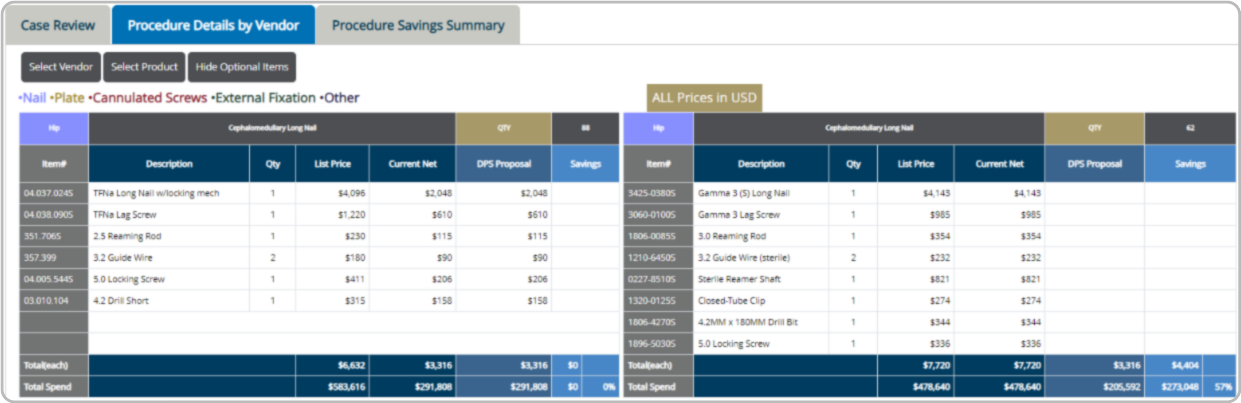 Case Review Procedure Details by Vendor Procedure Savings Summary
Select Vendor Select Product Hide Optional Items
•Nail •Plate •Cannulated Screws •External Fixation •Other ALL Prices in USD
Hip Cephalomedullary Long Nail QTY 88 Hip Cephalomedullary Long Nail QTY 62
Item# Description Qty List Price Current Net DPS Proposal Savings Item# Description Qty List Price Current Net DPS Proposal Savings
04.037.024S TFNa Long Nail w/locking mech 1 $4,096 $2,048 $2,048 3425-0380S Gamma 3 (S) Long Nail 1 $4,143 $4,143
04.038.090S TFNa Lag Screw 1 $1,220 $610 $610 3060-0100S Gamma 3 Lag Screw 1 $985 $985
351.706S 2.5 Reaming Rod 1 $230 $115 $115 1806-0085S 3.0 Reaming Rod 1 $354 $354
357.399 3.2 Guide Wire 2 $180 $90 $90 1210-6450S 3.2 Guide Wire (sterile) 2 $232 $232
04.005.544S 5.0 Locking Screw 1 $411 $206 $206 0227-8510S Sterile Reamer Shaft 1 $821 $821
03.010.104 4.2 Drill Short 1 $315 $158 $158 1320-0125S Closed-Tube Clip 1 $274 $274
1806-4270S 4.2MM x 180MM Drill Bit 1 $344 $344
1896-5030S 5.0 Locking Screw 1 $336 $336
Total(each) $6,632 $3,316 $3,316 $0 Total(each) $7,720 $7,720 $3,316 $4,404
Total Spend $583,616 $291,808 $291,808 $0 0% Total Spend $478,640 $478,640 $205,592 $273,048 57%